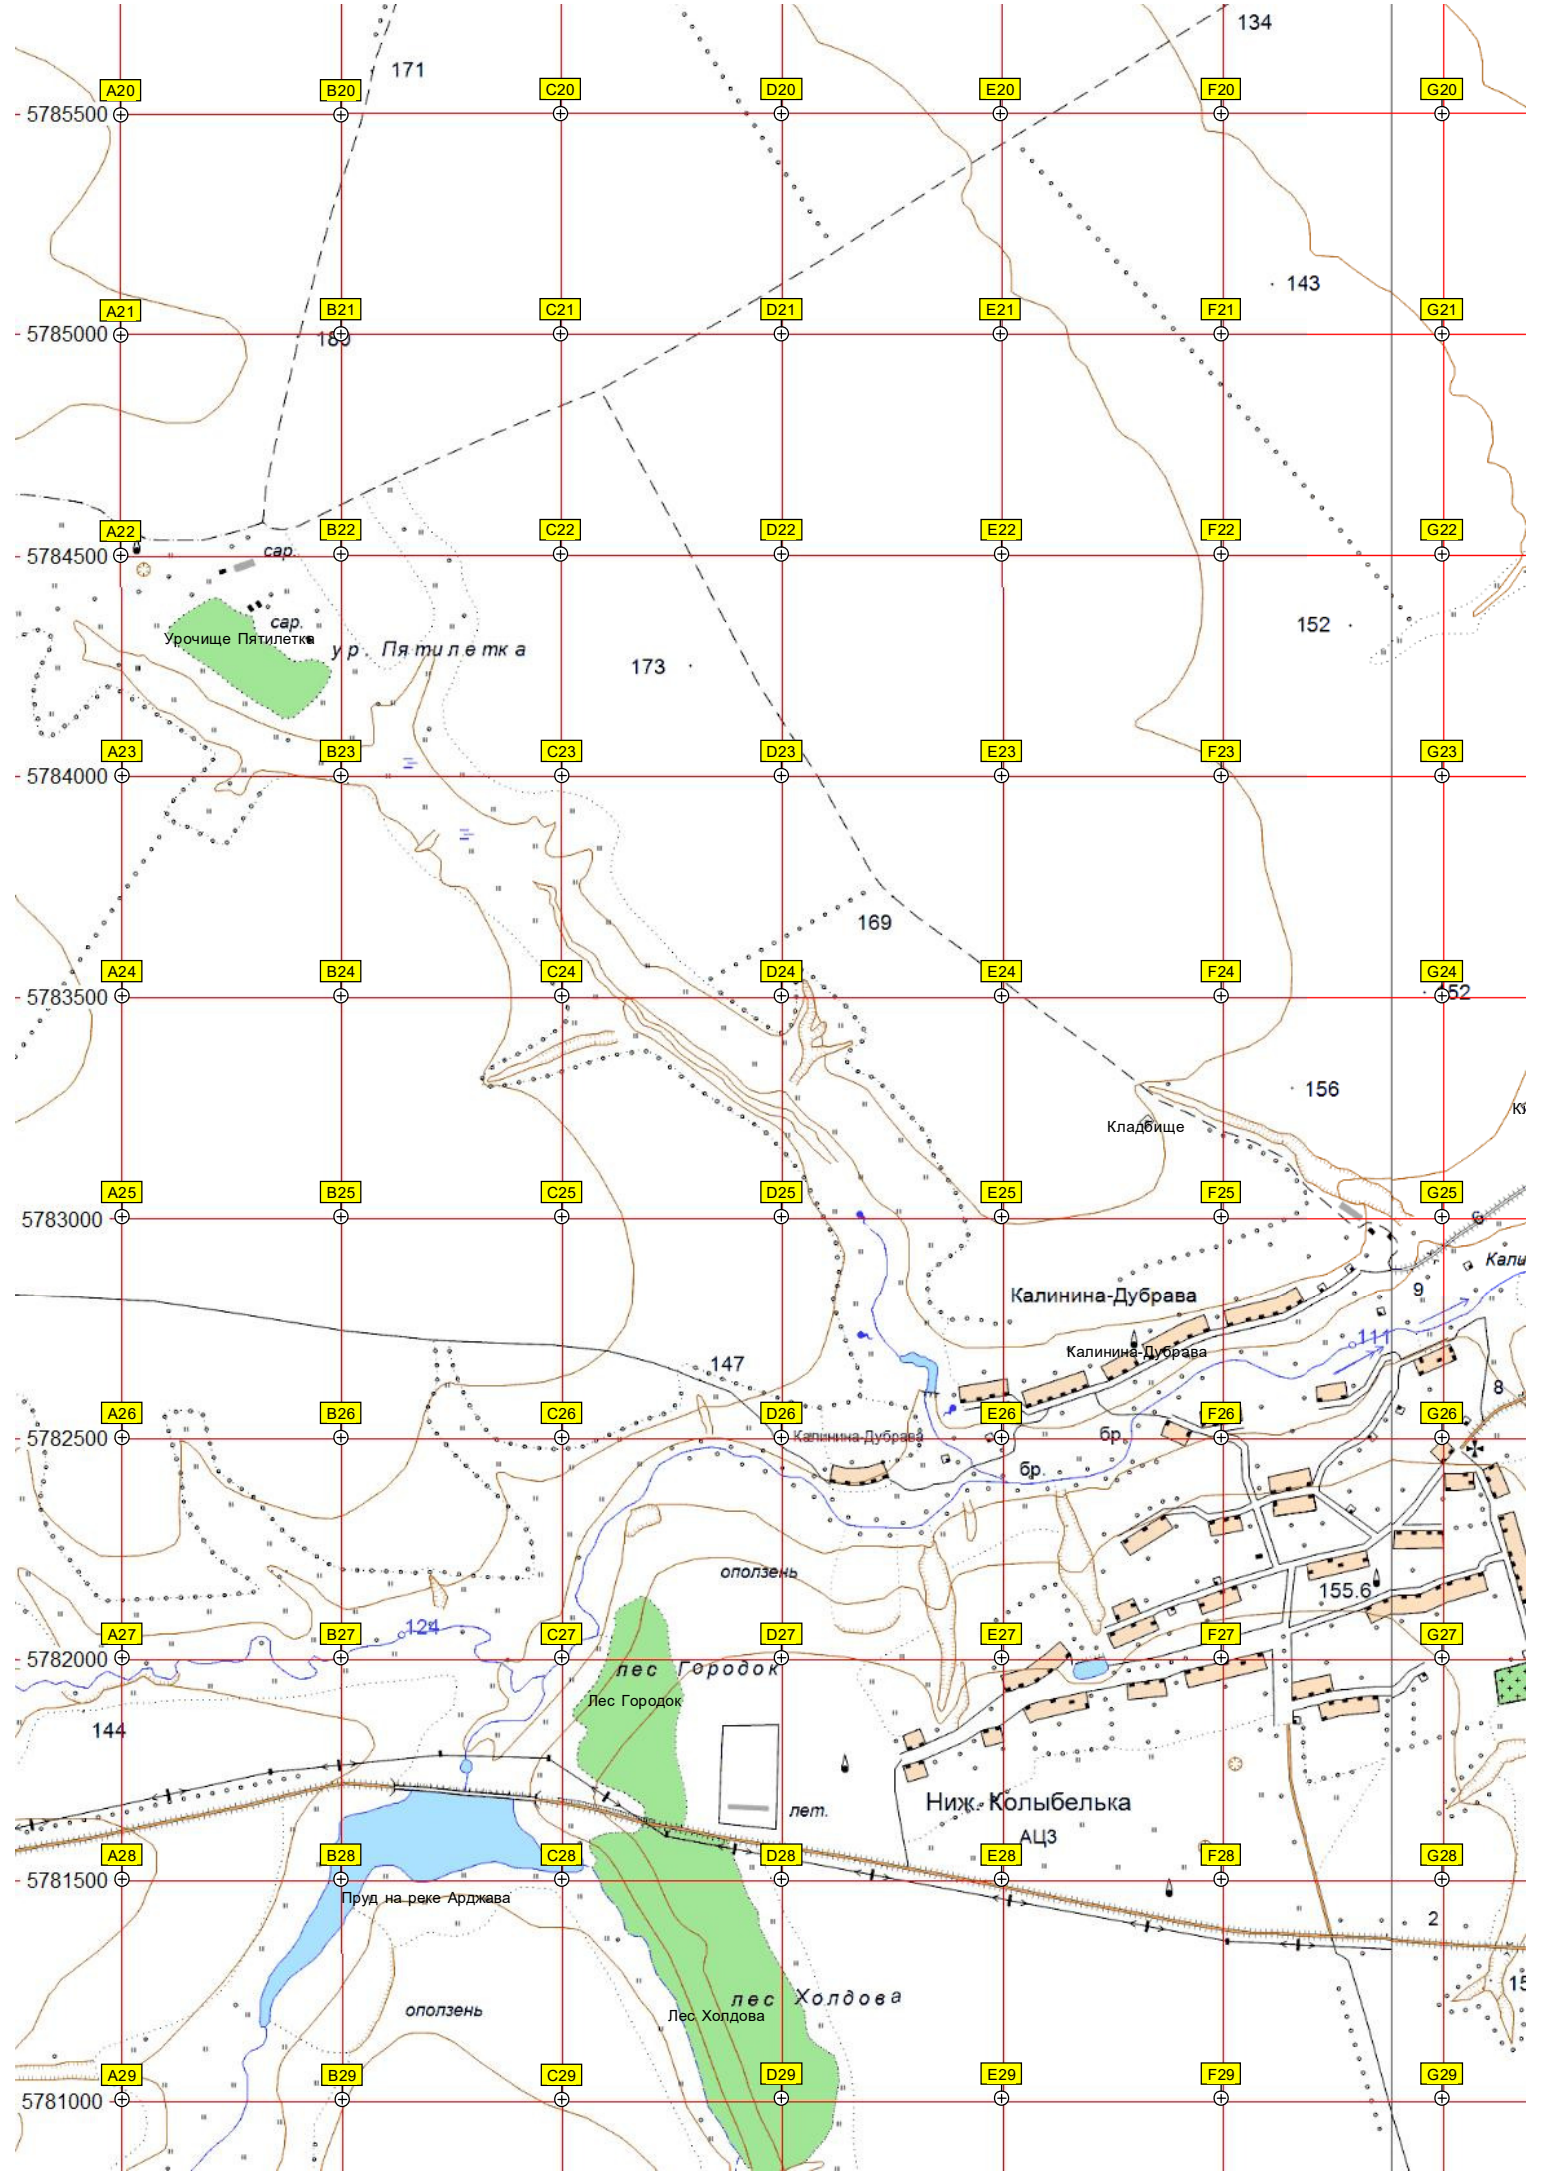 134
171
A20 B20 C20 D20 E20 F20 G20
5785500
143
A21 B21 C21 D21 E21 F21 G21
5785000
180
A22 B22 C22 D22 E22 F22 G22
5784500
сар.
сар.
152
Урочище Пятилетка
ур. Пятилетка
173
A23 B23 C23 D23 E23 F23 G23
5784000
169
A24 B24 C24 D24 E24 F24 G24
5783500
152
156
Кладбище
A25 B25 C25 D25 E25 F25 G25
5783000
6
Кали
9
Калинина-Дубрава
111
Калинина-Дубрава
147
8
A26 B26 C26 D26 E26 F26 G26
5782500
Калинина-Дубрава
бр.
бр.
оползень
155.6
124
A27 B27 C27 D27 E27 F27 G27
5782000
лес Городок
Лес Городок
144
Ниж. Колыбелька
лет.
АЦЗ
A28 B28 C28 D28 E28 F28 G28
5781500
Пруд на реке Арджава
2
15
лес Холдова
оползень
Лес Холдова
A29 B29 C29 D29 E29 F29 G29
5781000